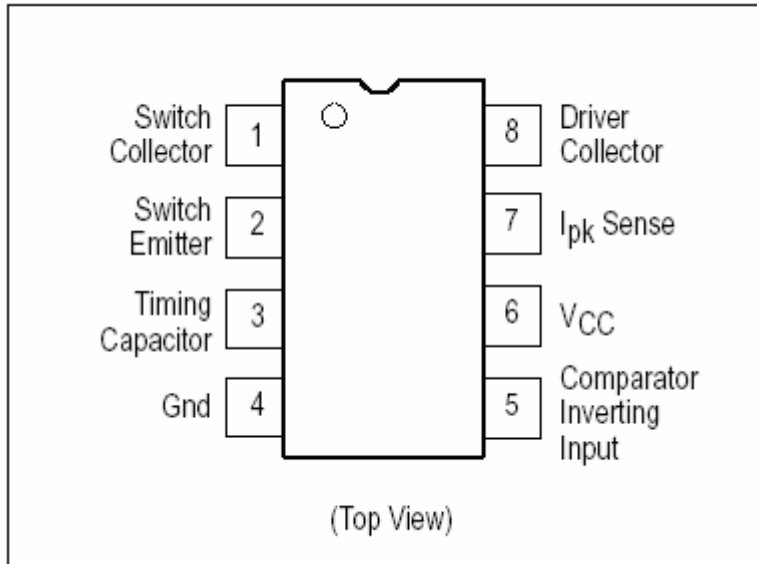 Switch
Collector
1
8
Driver
Collector
Switch
Emitter
2
7
Ipk Sense
Timing
Capacitor
3
6
VCC
Gnd
4
5
Comparator
Inverting
Input
(Top View)